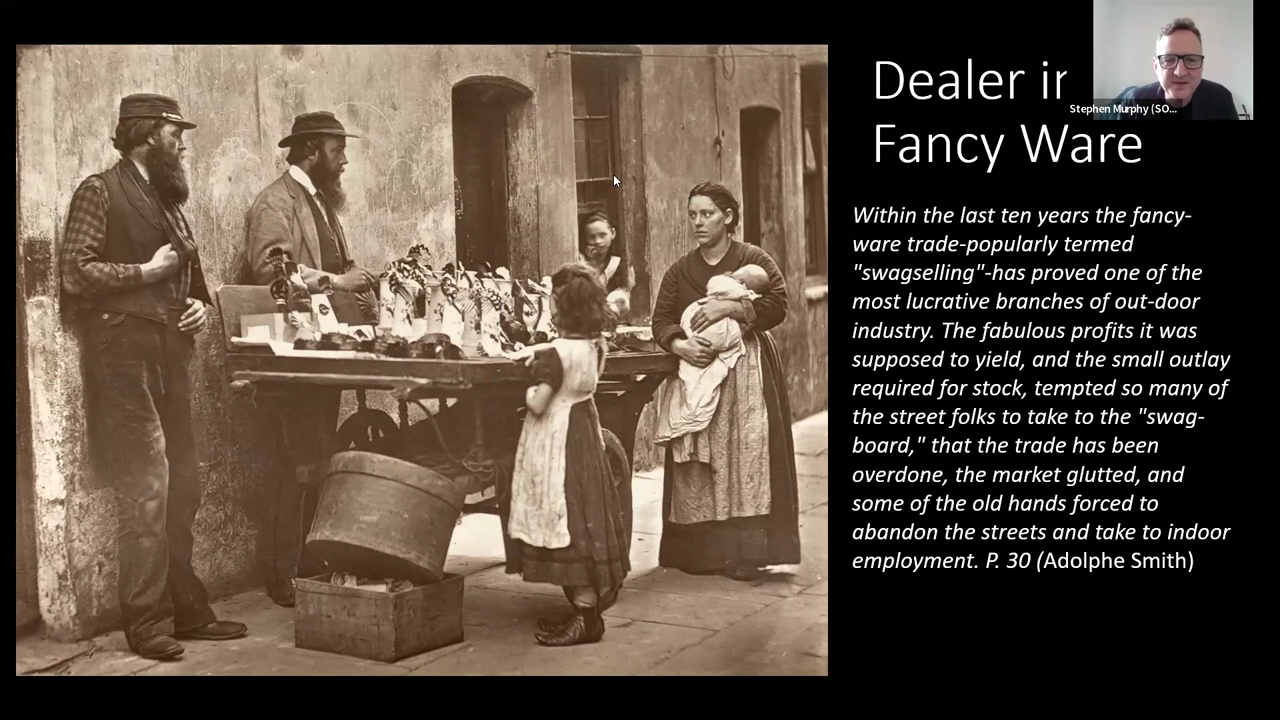 Dealer in
Fancy Ware
Stephen Murphy (SO...
Within the last ten years the fancy-
ware trade-popularly termed
"swagselling"-has proved one of the
most lucrative branches of out-door
industry. The fabulous profits it was
supposed to yield, and the small outlay
required for stock, tempted so many of
the street folks to take to the "swag-
board," that the trade has been
overdone, the market glutted, and
some of the old hands forced to
abandon the streets and take to indoor
employment. P. 30 (Adolphe Smith)